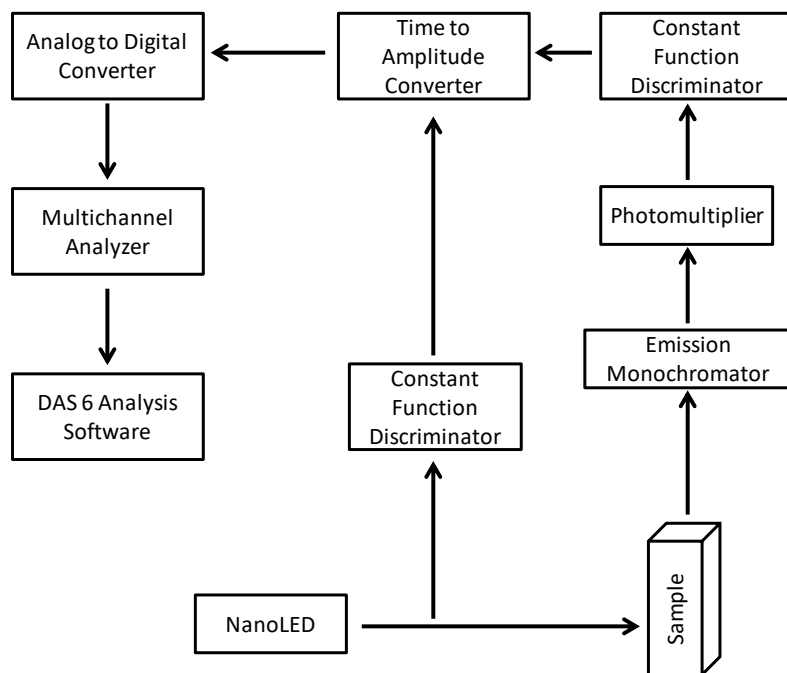 Analog to Digital
Converter
Time to
Amplitude
Converter
Constant
Function
Discriminator
Multichannel
Analyzer
Photomultiplier
Emission
Monochromator
DAS 6 Analysis
Software
Constant
Function
Discriminator
NanoLED
Sample